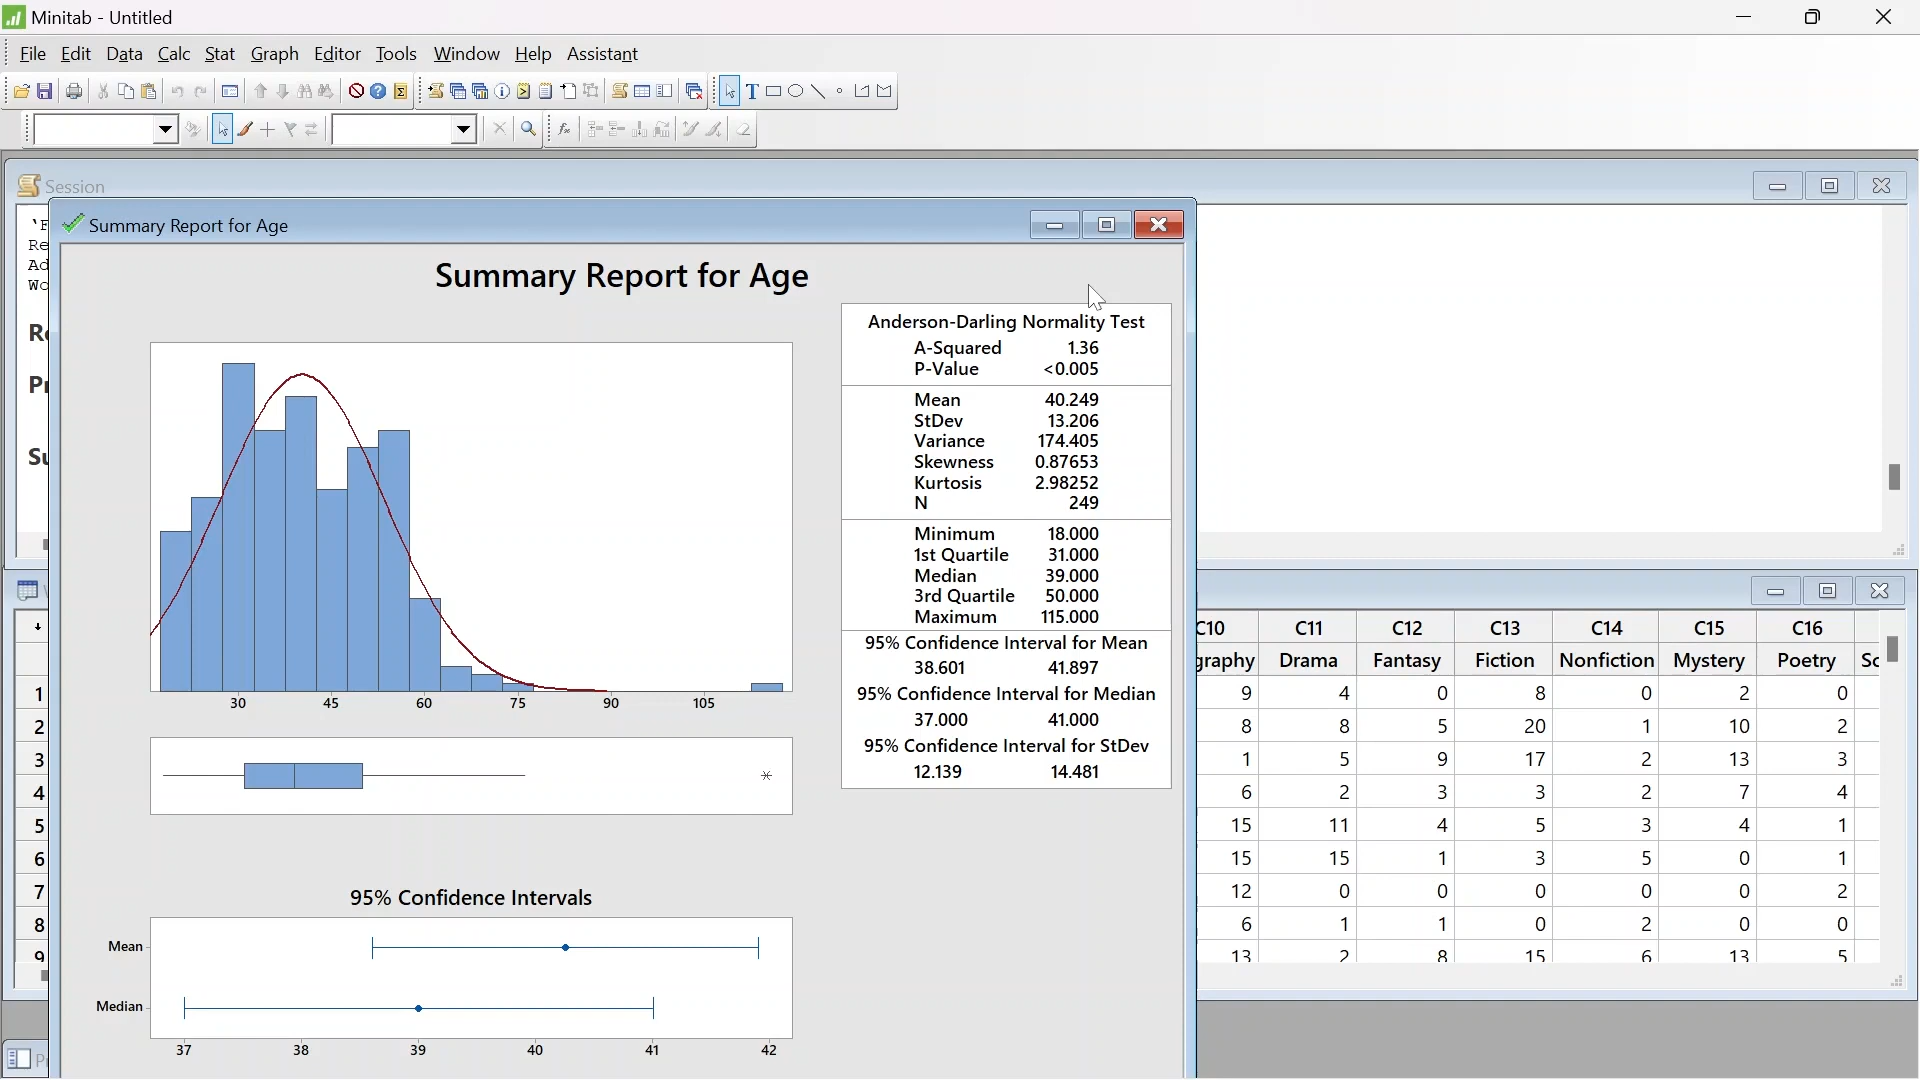 Minitab - Untitled
File Edit Data Calc Stat Graph Editor Tools Window Help Assistant
Session
Summary Report for Age
Summary Report for Age
Anderson-Darling Normality Test
A-Squared 1.36
P-Value <0.005
Mean 40.249
StDev 13.206
Variance 174.405
Skewness 0.87653
Kurtosis 2.98252
N 249
Minimum 18.000
1st Quartile 31.000
Median 39.000
3rd Quartile 50.000
Maximum 115.000
95% Confidence Interval for Mean
38.601 41.897
95% Confidence Interval for Median
37.000 41.000
95% Confidence Interval for StDev
12.139 14.481
30 45 60 75 90 105
95% Confidence Intervals
Mean
Median
37 38 39 40 41 42
C10 C11 C12 C13 C14 C15 C16
graphy Drama Fantasy Fiction Nonfiction Mystery Poetry Sc
1 9 4 0 8 0 2 0
2 8 8 5 20 1 10 2
3 1 5 9 17 2 13 3
4 6 2 3 3 2 7 4
5 15 11 4 5 3 4 1
6 15 15 1 3 5 0 1
7 12 0 0 0 0 0 2
8 6 1 1 0 2 0 0
9 13 2 8 15 6 13 5